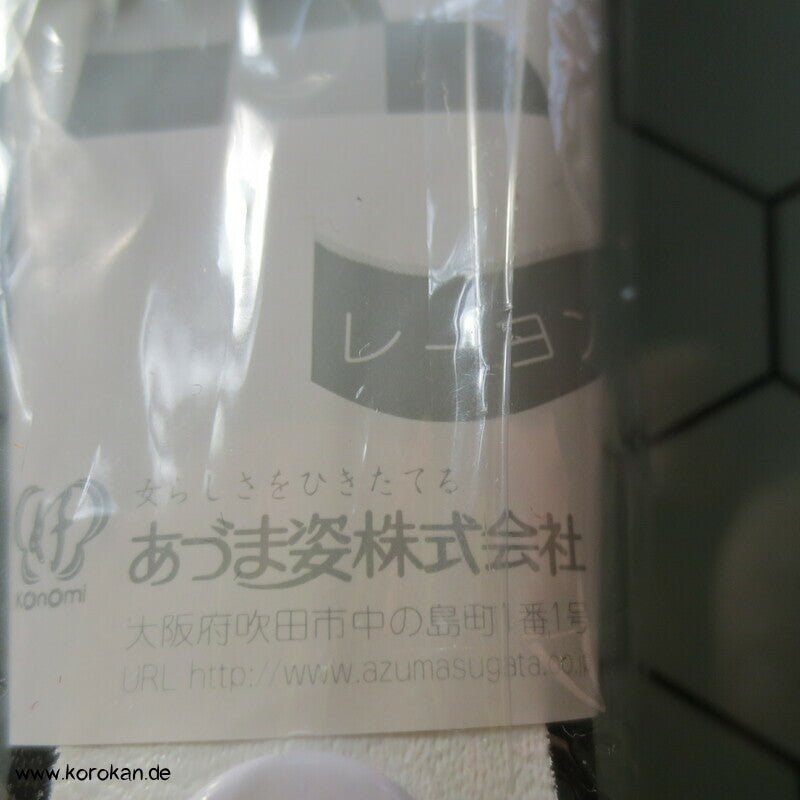 レーヨン
女らしさをひきたてる
好
Konomi
あづま姿株式会社
大阪府吹田市中の島町1番1号
URL http://www.azumasugata.co.jp
www.korokan.de